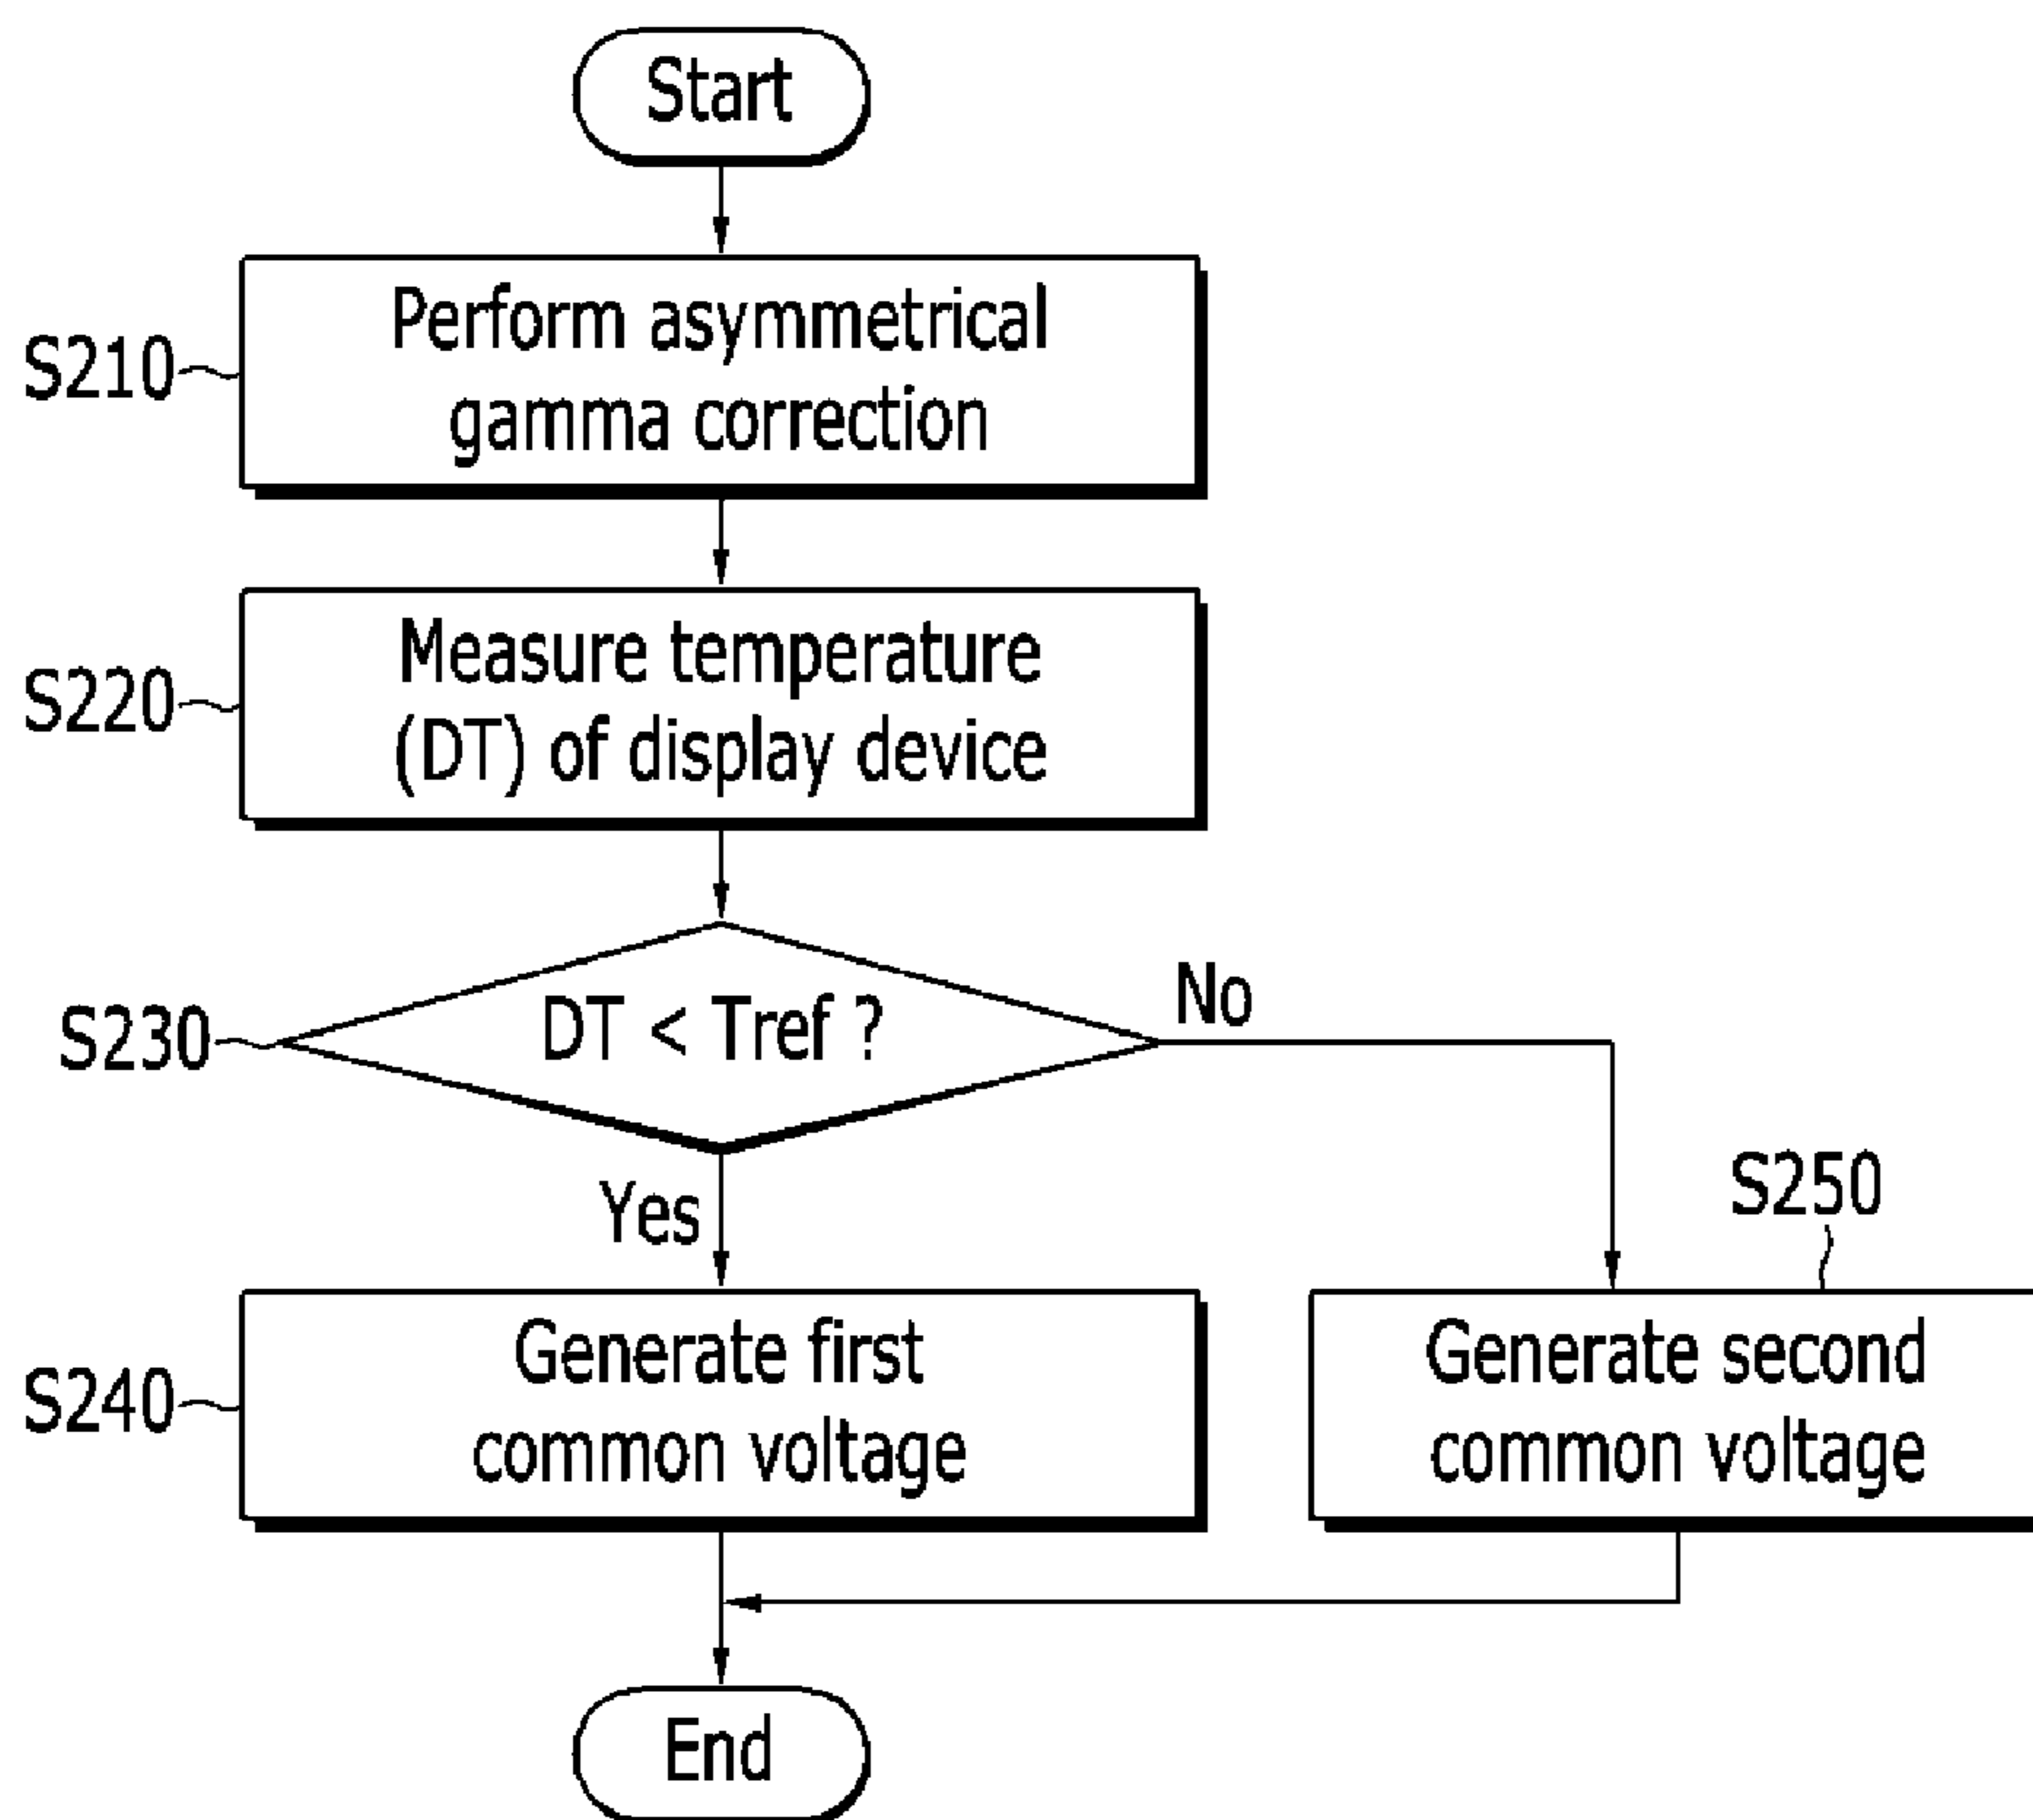 Start
S210
Perform asymmetrical
gamma correction
S220
Measure temperature
(DT) of display device
S230
DT < Tref ?
No
Yes
S250
S240
Generate first
common voltage
Generate second
common voltage
End